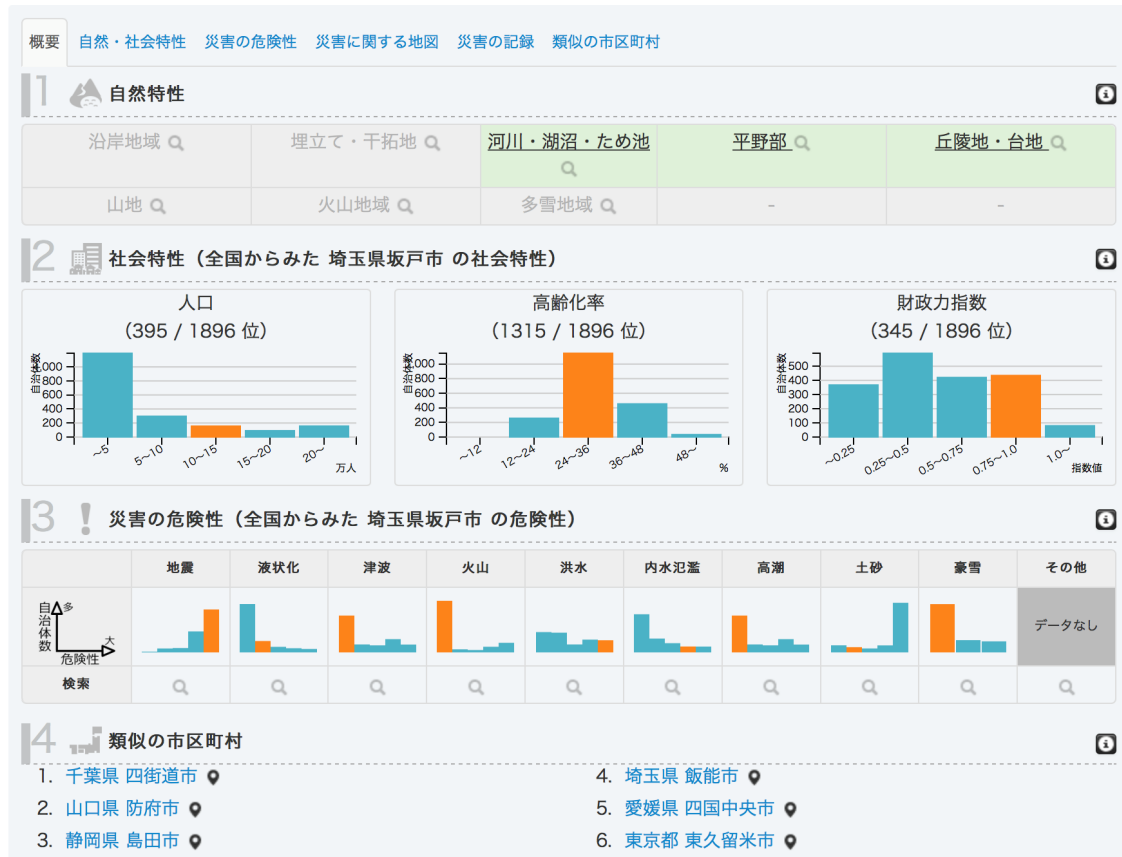 概要 自然・社会特性 災害の危険性 災害に関する地図 災害の記録 類似の市区町村
1 自然特性
沿岸地域 埋立て・干拓地 河川・湖沼・ため池 平野部 丘陵地・台地
山地 火山地域 多雪地域 - -
2 社会特性（全国からみた 埼玉県坂戸市 の社会特性）
人口
（395 / 1896 位）
自治体数
1,000
800
600
400
200
0
～5 5～10 10～15 15～20 20～
万人
高齢化率
（1315 / 1896 位）
自治体数
1,000
800
600
400
200
0
～12 12～24 24～36 36～48 48～
%
財政力指数
（345 / 1896 位）
自治体数
500
400
300
200
100
0
～0.25 0.25～0.5 0.5～0.75 0.75～1.0 1.0～
指数値
3 災害の危険性（全国からみた 埼玉県坂戸市 の危険性）
地震 液状化 津波 火山 洪水 内水氾濫 高潮 土砂 豪雪 その他
自治体数 多 大 危険性 データなし
検索
4 類似の市区町村
1. 千葉県 四街道市
2. 山口県 防府市
3. 静岡県 島田市
4. 埼玉県 飯能市
5. 愛媛県 四国中央市
6. 東京都 東久留米市